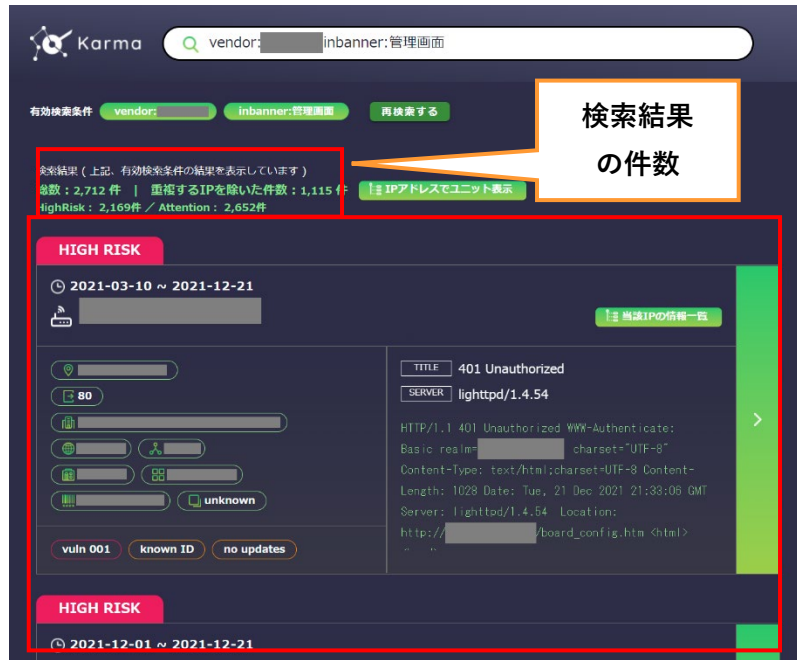 Karma
vendor: inbanner:管理画面
有効検索条件 vendor: inbanner:管理画面 再検索する
検索結果
の件数
検索結果 ( 上記、有効検索条件の結果を表示しています )
総数：2,712 件 | 重複するIPを除いた件数：1,115 件
IPアドレスでユニット表示
HighRisk： 2,169件 ／ Attention： 2,652件
HIGH RISK
2021-03-10 ~ 2021-12-21
当該IPの情報一覧
80
unknown
vuln 001 known ID no updates
TITLE 401 Unauthorized
SERVER lighttpd/1.4.54
HTTP/1.1 401 Unauthorized WWW-Authenticate:
Basic realm= charset="UTF-8"
Content-Type: text/html;charset=UTF-8 Content-
Length: 1028 Date: Tue, 21 Dec 2021 21:33:06 GMT
Server: lighttpd/1.4.54 Location:
http:// /board_config.htm <html>
HIGH RISK
2021-12-01 ~ 2021-12-21